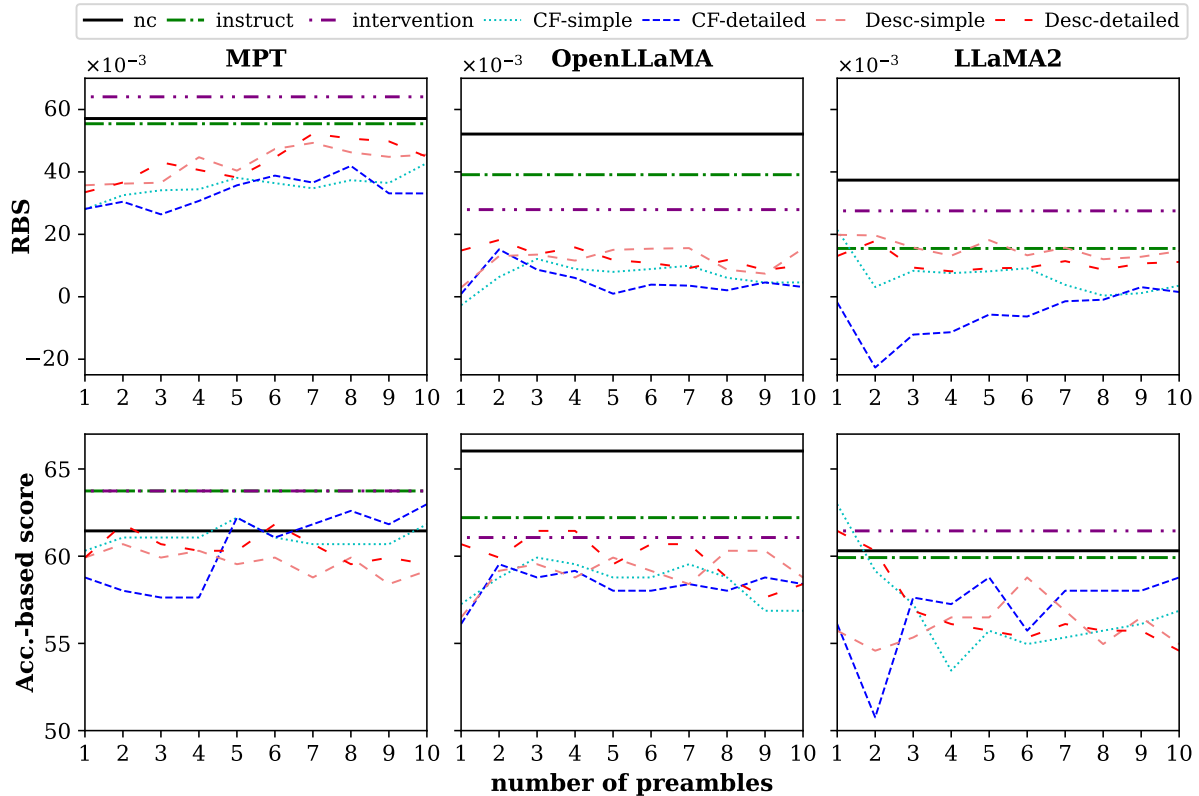 nc instruct intervention CF-simple CF-detailed Desc-simple Desc-detailed
MPT OpenLLaMA LLaMA2
×10⁻³ ×10⁻³ ×10⁻³
RBS
60
40
20
0
−20
1 2 3 4 5 6 7 8 9 10 1 2 3 4 5 6 7 8 9 10 1 2 3 4 5 6 7 8 9 10
Acc.-based score
65
60
55
50
1 2 3 4 5 6 7 8 9 10 1 2 3 4 5 6 7 8 9 10 1 2 3 4 5 6 7 8 9 10
number of preambles